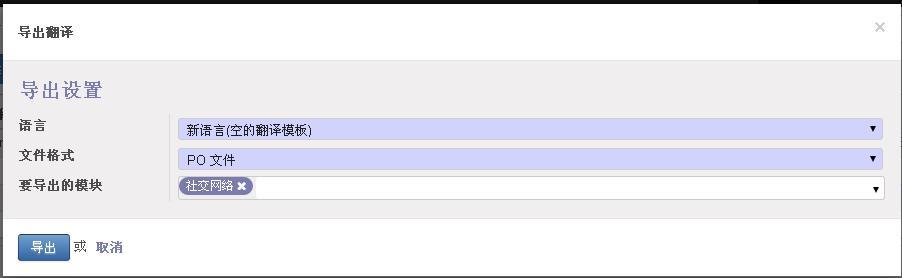 导出翻译 ×
导出设置
语言 新语言(空的翻译模板)
文件格式 PO 文件
要导出的模块 社交网络 ×
导出 或 取消